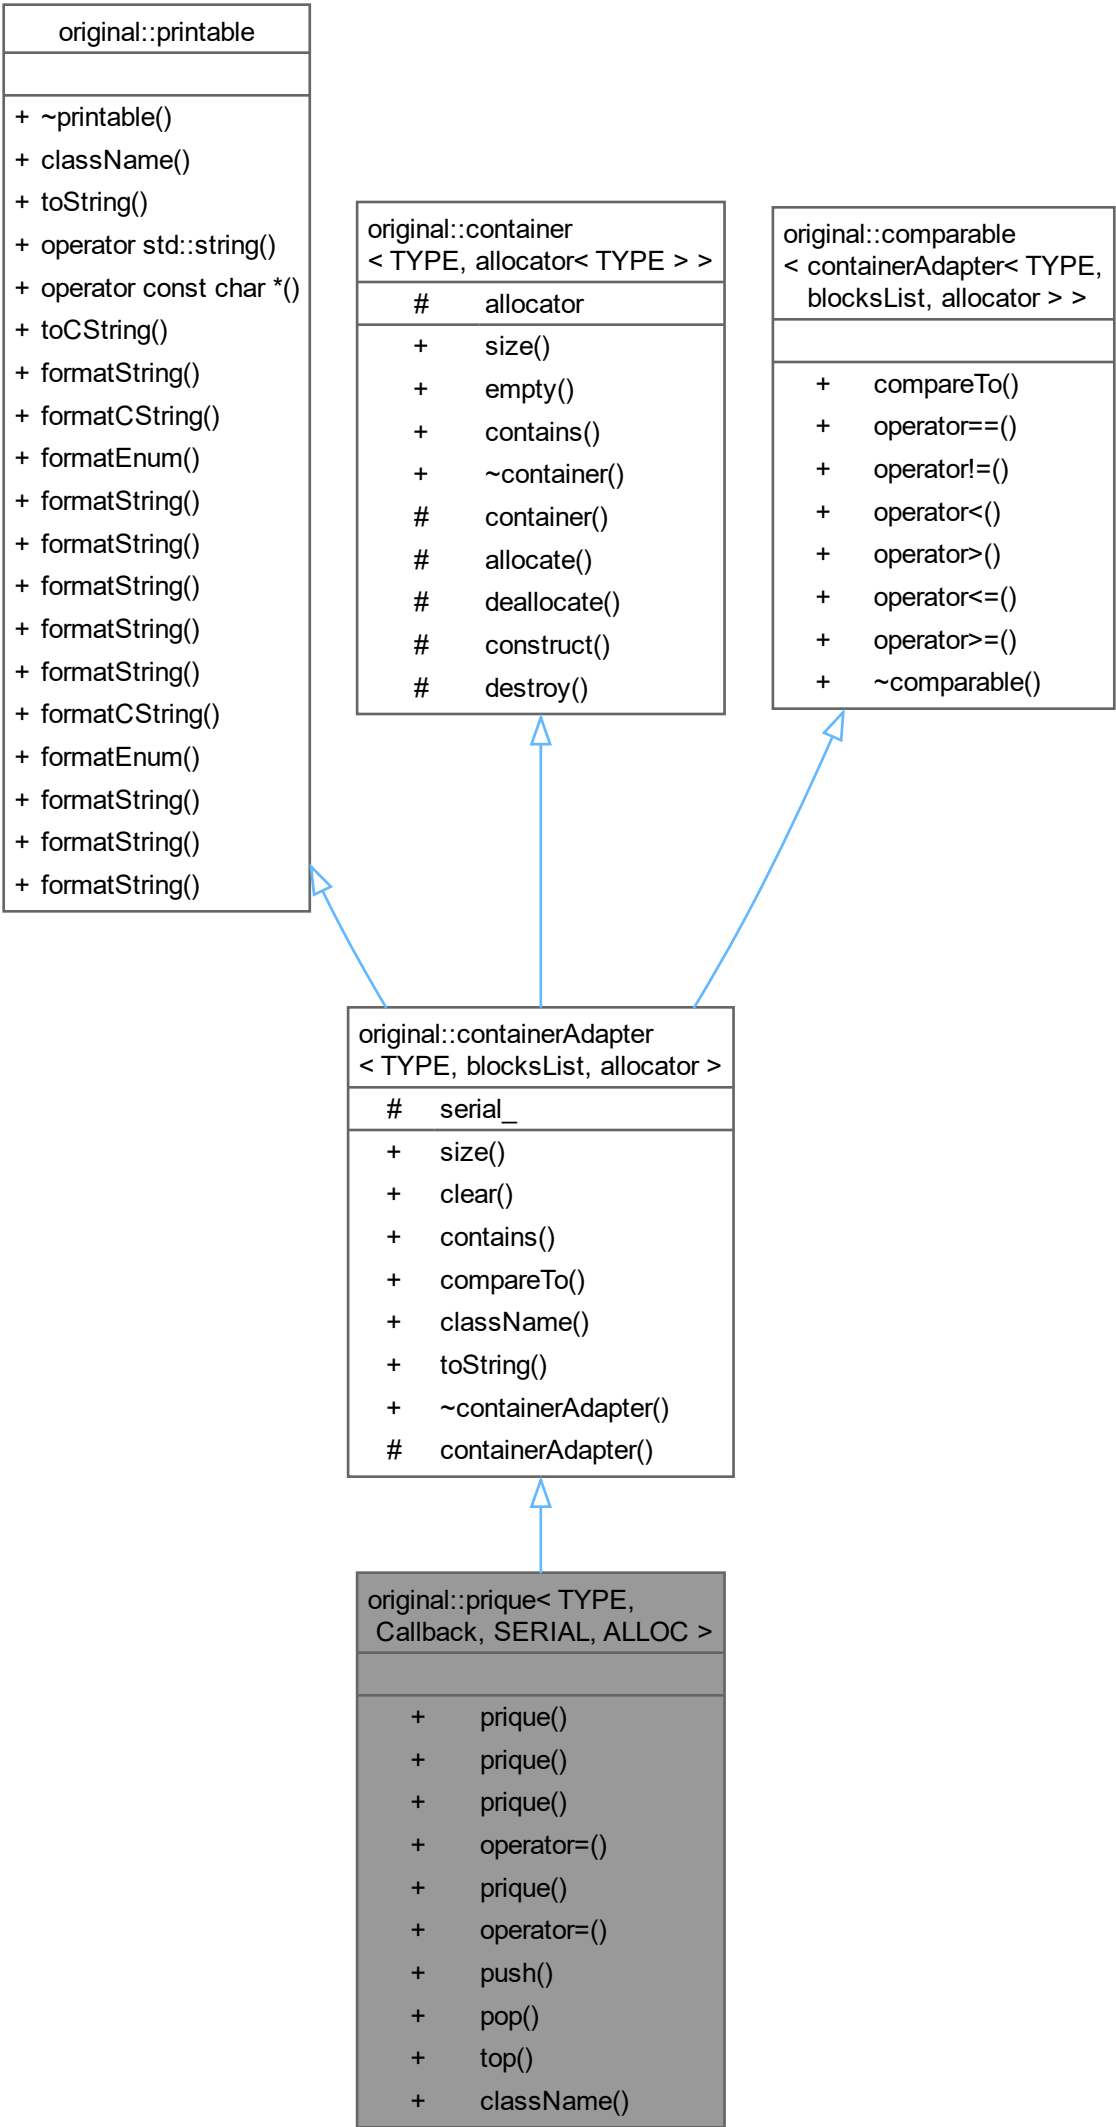 original::printable
+ ~printable()
+ className()
+ toString()
+ operator std::string()
+ operator const char *()
+ toCString()
+ formatString()
+ formatCString()
+ formatEnum()
+ formatString()
+ formatString()
+ formatString()
+ formatString()
+ formatString()
+ formatCString()
+ formatEnum()
+ formatString()
+ formatString()
+ formatString()
original::container
< TYPE, allocator< TYPE > >
# allocator
+ size()
+ empty()
+ contains()
+ ~container()
# container()
# allocate()
# deallocate()
# construct()
# destroy()
original::comparable
< containerAdapter< TYPE,
blocksList, allocator > >
+ compareTo()
+ operator==()
+ operator!=()
+ operator<()
+ operator>()
+ operator<=()
+ operator>=()
+ ~comparable()
original::containerAdapter
< TYPE, blocksList, allocator >
# serial_
+ size()
+ clear()
+ contains()
+ compareTo()
+ className()
+ toString()
+ ~containerAdapter()
# containerAdapter()
original::prique< TYPE,
Callback, SERIAL, ALLOC >
+ prique()
+ prique()
+ prique()
+ operator=()
+ prique()
+ operator=()
+ push()
+ pop()
+ top()
+ className()